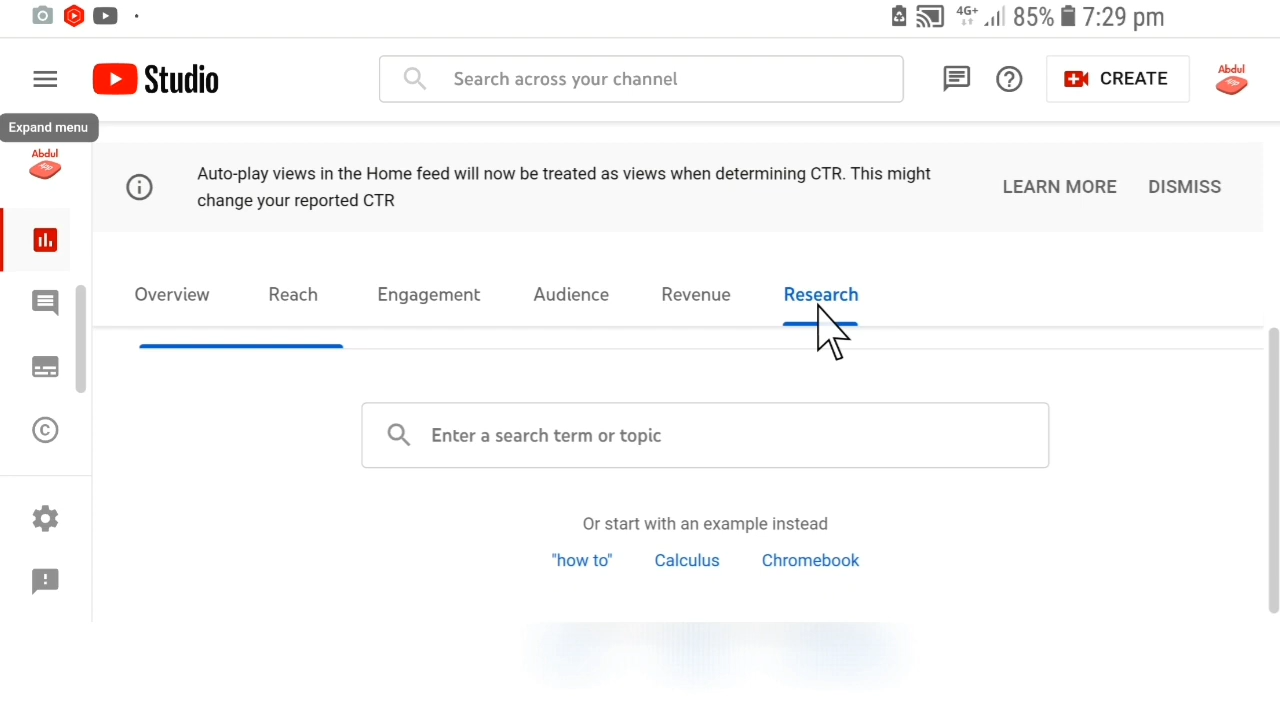 4G+ 85% 7:29 pm
Studio
Search across your channel
CREATE
Abdul
Expand menu
Abdul
Auto-play views in the Home feed will now be treated as views when determining CTR. This might
change your reported CTR
LEARN MORE DISMISS
Overview Reach Engagement Audience Revenue Research
Enter a search term or topic
Or start with an example instead
"how to" Calculus Chromebook